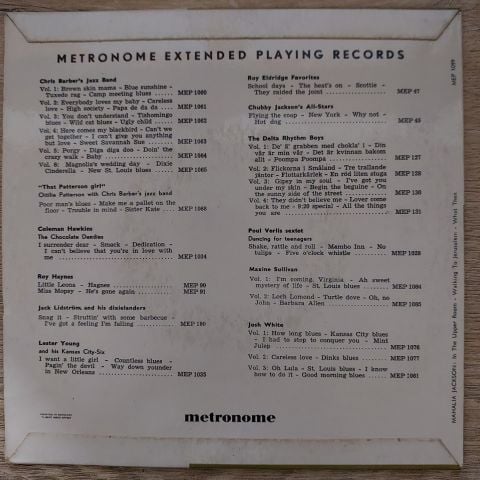 METRONOME EXTENDED PLAYING RECORDS
Chris Barber's Jazz Band
Vol. 1: Brown skin mama - Blue sunshine -
Tuxedo rag - Camp meeting blues ...... MEP 1060
Vol. 2: Everybody loves my baby - Careless
love - High society - Papa de da da MEP 1061
Vol. 3: You don't understand - Tishomingo
blues - Wild cat blues - Ugly child MEP 1062
Vol. 4: Here comes my blackbird - Can't we
get together - I can't give you anything
but love - Sweet Savannah Sue MEP 1063
Vol. 5: Porgy - Diga diga doo - Doin' the
crazy walk - Baby .................. MEP 1064
Vol. 6: Magnolia's wedding day - Dixie
Cinderella - New St. Louis blues MEP 1065
"That Patterson girl"
Ottilie Patterson with Chris Barber's jazz band
Poor man's blues - Make me a pallet on the
floor - Trouble in mind - Sister Kate ... MEP 1068
Coleman Hawkins
The Chocolate Dandies
I surrender dear - Smack - Dedication -
I can't believe that you're in love with
me .............................. MEP 1034
Roy Haynes
Little Leona - Hagnes ............ MEP 90
Miss Mopsy - He's gone again ...... MEP 91
Jack Lidström and his dixielanders
Snag it - Struttin' with some barbecue -
I've got a feeling I'm falling ......... MEP 180
Lester Young
and his Kansas City-Six
I want a little girl - Countless blues -
Pagin' the devil - Way down younder
in New Orleans ..................... MEP 1035
Roy Eldridge Favorites
School days - The heat's on - Scottie -
They raided the joint .................. MEP 47
Chubby Jackson's All-Stars
Flying the coop - New York - Why not -
Hot dog .............................. MEP 49
The Delta Rhythm Boys
Vol. 1: De' ä' grabben med chokla' i - Din
vår är min vår - Det är kvinnan bakom
allt - Poompa Poompa .................. MEP 127
Vol. 2: Flickorna i Småland - Tre trallande
jäntor - Flottarkärlek - En röd liten stuga MEP 128
Vol. 3: Gipsy in my soul - I've got you
under my skin - Begin the beguine - On
the sunny side of the street ......... MEP 130
Vol. 4: They didn't believe me - Lover come
back to me - 9:20 special - All the things
you are ........................... MEP 131
Poul Verlis sextet
Dancing for teenagers
Shake, rattle and roll - Mambo Inn - No
tulips - Five o'clock whistle ......... MEP 1028
Maxine Sullivan
Vol. 1: I'm coming, Virginia - Ah sweet
mystery of life - St. Louis blues ...... MEP 1084
Vol. 2: Loch Lomond - Turtle dove - Oh, no
John - Barbara Allen .................. MEP 1085
Josh White
Vol. 1: How long blues - Kansas City blues
- I had to stop to conquer you - Mint
Julep .............................. MEP 1076
Vol. 2: Careless love - Dinks blues ...... MEP 1077
Vol. 3: Oh Lula - St. Louis blues - I know
how to do it - Good morning blues ...... MEP 1081
metronome
MAHALIA JACKSON: In The Upper Room - Walking To Jerusalem - What Then
MEP 1099